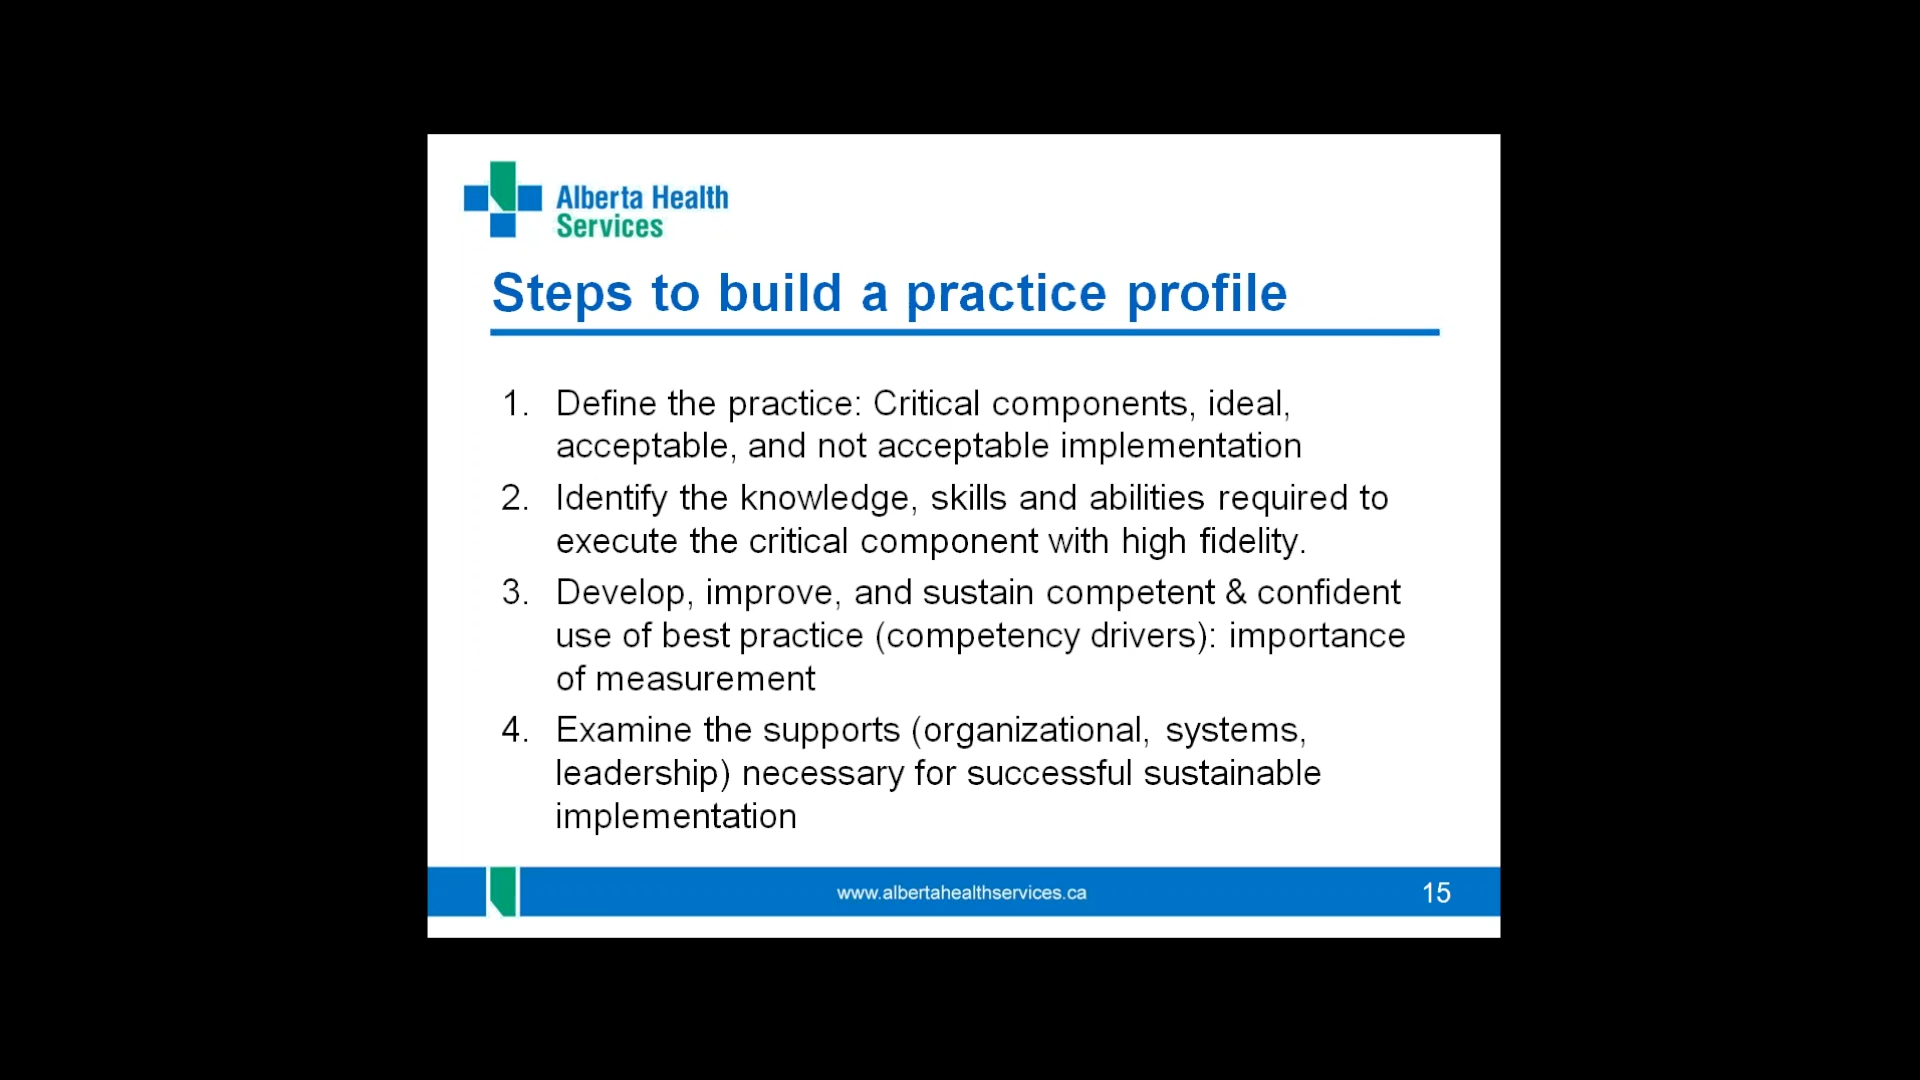 Alberta Health
Services
Steps to build a practice profile
1. Define the practice: Critical components, ideal,
acceptable, and not acceptable implementation
2. Identify the knowledge, skills and abilities required to
execute the critical component with high fidelity.
3. Develop, improve, and sustain competent & confident
use of best practice (competency drivers): importance
of measurement
4. Examine the supports (organizational, systems,
leadership) necessary for successful sustainable
implementation
www.albertahealthservices.ca
15